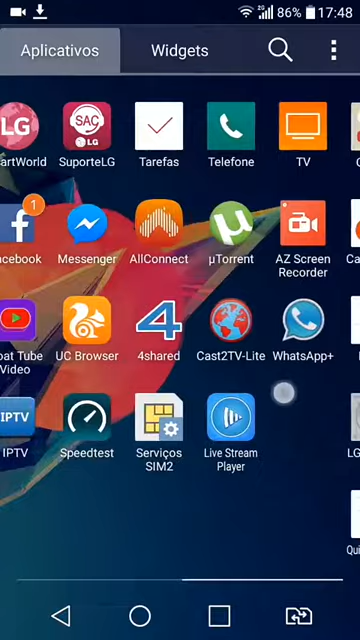 2G 86% 17:48
Aplicativos Widgets
LG SAC LG
artWorld SuporteLG Tarefas Telefone TV
1
acebook Messenger AllConnect µTorrent AZ Screen Recorder Ca
oat Tube Video UC Browser 4shared Cast2TV-Lite WhatsApp+
IPTV
IPTV Speedtest Serviços SIM2 Live Stream Player LG
Qui